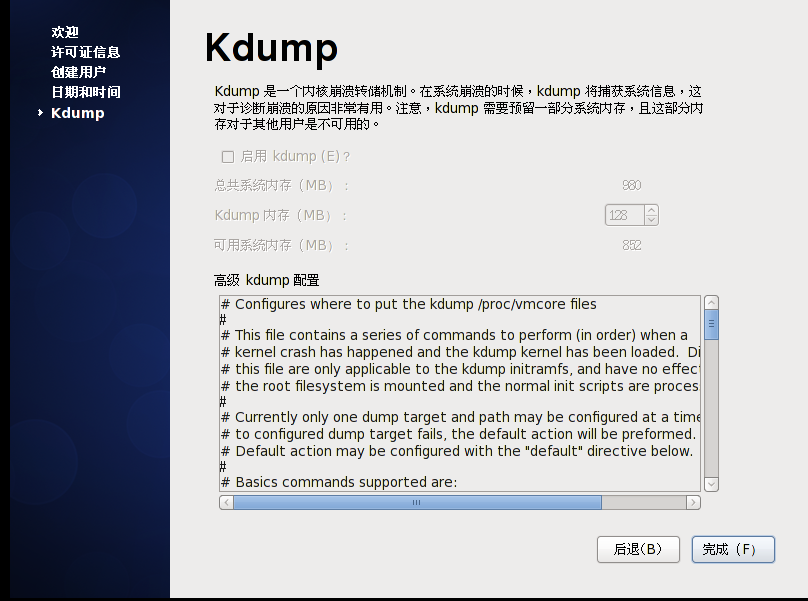 欢迎
许可证信息
创建用户
日期和时间
Kdump
Kdump
Kdump 是一个内核崩溃转储机制。在系统崩溃的时候，kdump 将捕获系统信息，这
对于诊断崩溃的原因非常有用。注意，kdump 需要预留一部分系统内存，且这部分内
存对于其他用户是不可用的。
启用 kdump (E)？
总共系统内存（MB）： 980
Kdump 内存（MB）： 128
可用系统内存（MB）： 852
高级 kdump 配置
# Configures where to put the kdump /proc/vmcore files
#
# This file contains a series of commands to perform (in order) when a
# kernel crash has happened and the kdump kernel has been loaded.  Di
# this file are only applicable to the kdump initramfs, and have no effec
# the root filesystem is mounted and the normal init scripts are proces
#
# Currently only one dump target and path may be configured at a time
# to configured dump target fails, the default action will be preformed.
# Default action may be configured with the "default" directive below.
#
# Basics commands supported are:
后退(B) 完成（F）